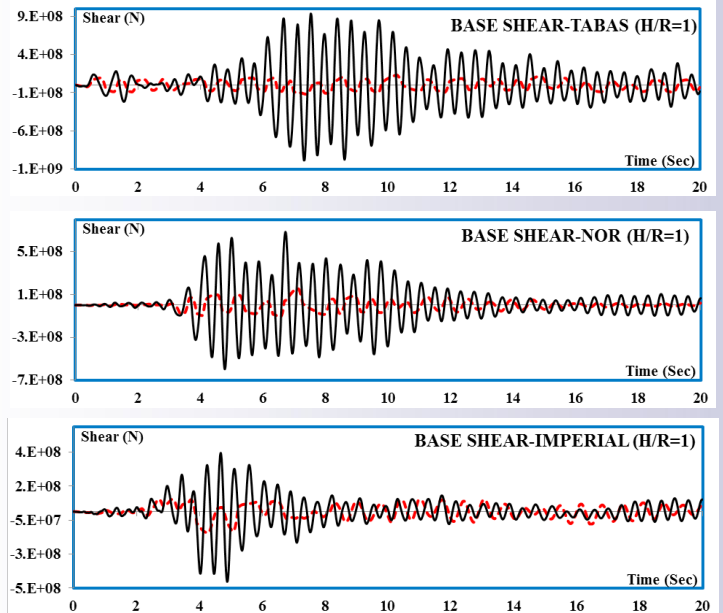 Shear (N)
BASE SHEAR-TABAS (H/R=1)
9.E+08
4.E+08
-1.E+08
-6.E+08
-1.E+09
Time (Sec)
0 2 4 6 8 10 12 14 16 18 20
Shear (N)
BASE SHEAR-NOR (H/R=1)
5.E+08
1.E+08
-3.E+08
-7.E+08
Time (Sec)
0 2 4 6 8 10 12 14 16 18 20
Shear (N)
BASE SHEAR-IMPERIAL (H/R=1)
4.E+08
2.E+08
-5.E+07
-3.E+08
-5.E+08
Time (Sec)
0 2 4 6 8 10 12 14 16 18 20